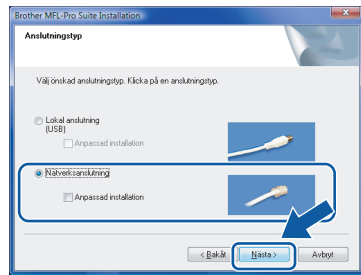 Brother MFL-Pro Suite Installation
Anslutningstyp
Välj önskad anslutningstyp. Klicka på en anslutningstyp.
Lokal anslutning
(USB)
Anpassad installation
Nätverksanslutning
Anpassad installation
< Bakåt
Nästa >
Avbryt